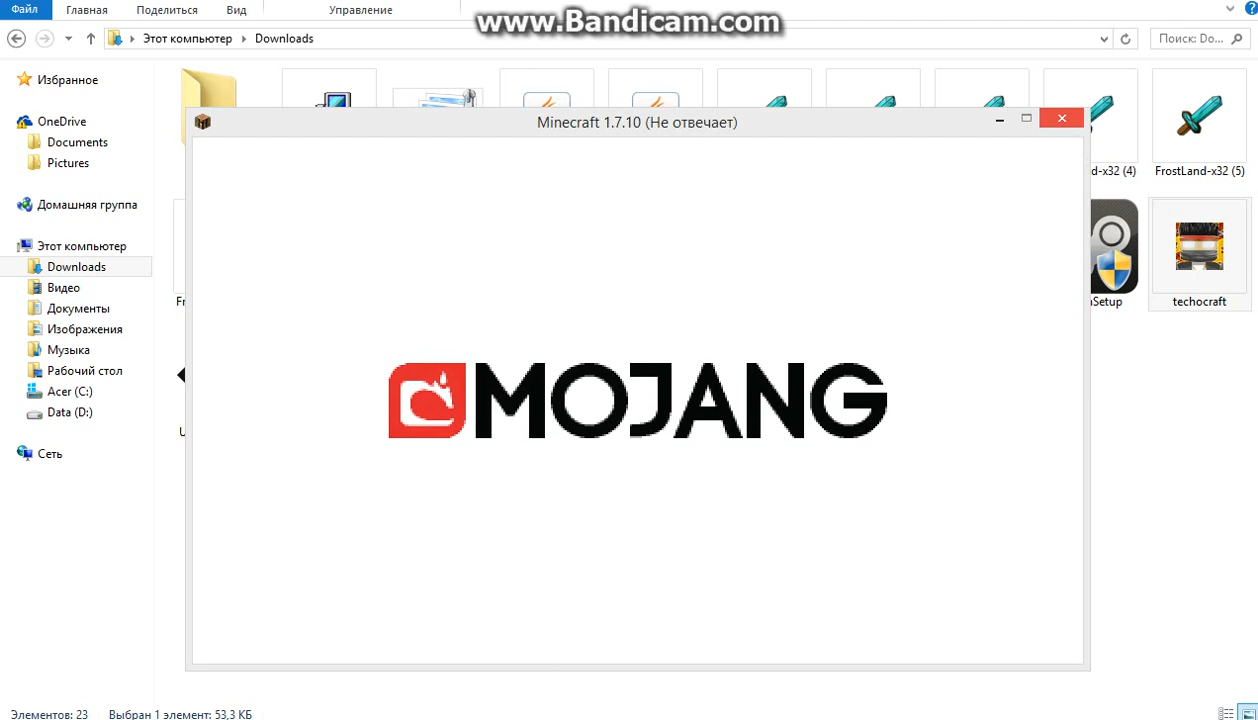 www.Bandicam.com
Файл Главная Поделиться Вид Управление
Этот компьютер Downloads
Поиск: Do...
Избранное
OneDrive
Documents
Pictures
Домашняя группа
Этот компьютер
Downloads
Видео
Документы
Изображения
Музыка
Рабочий стол
Acer (C:)
Data (D:)
Сеть
Minecraft 1.7.10 (Не отвечает)
MOJANG
d-x32 (4)
FrostLand-x32 (5)
Fr
Setup
techocraft
U
Элементов: 23 Выбран 1 элемент: 53,3 КБ